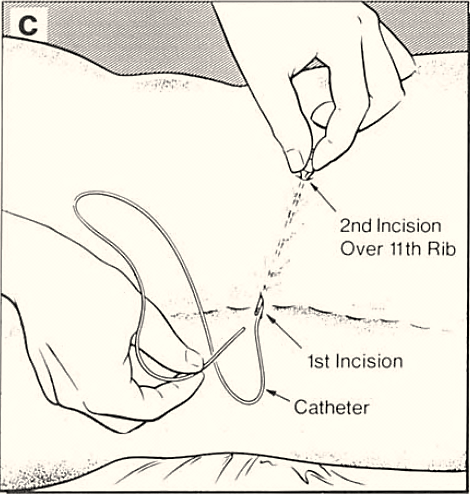 C
2nd Incision
Over 11th Rib
1st Incision
Catheter